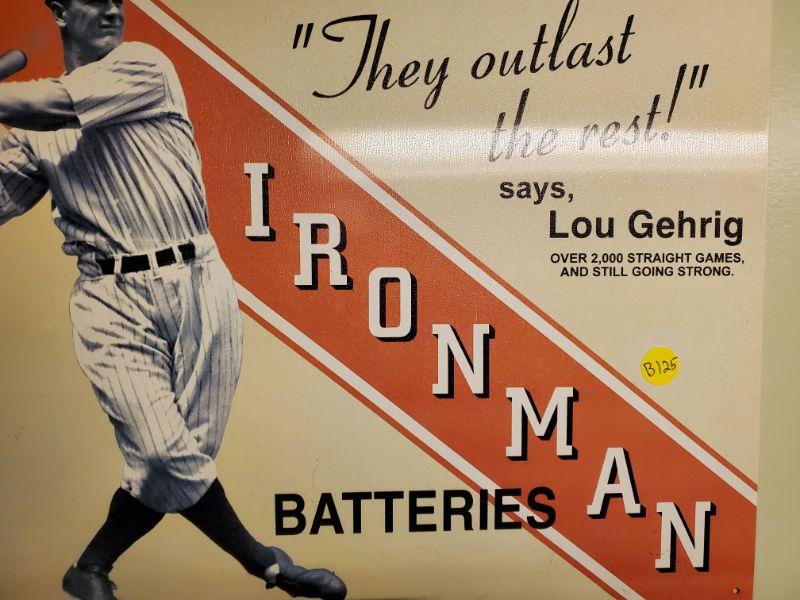 "They outlast
the rest!"
says,
Lou Gehrig
OVER 2,000 STRAIGHT GAMES,
AND STILL GOING STRONG.
IRONMAN
BATTERIES
B125